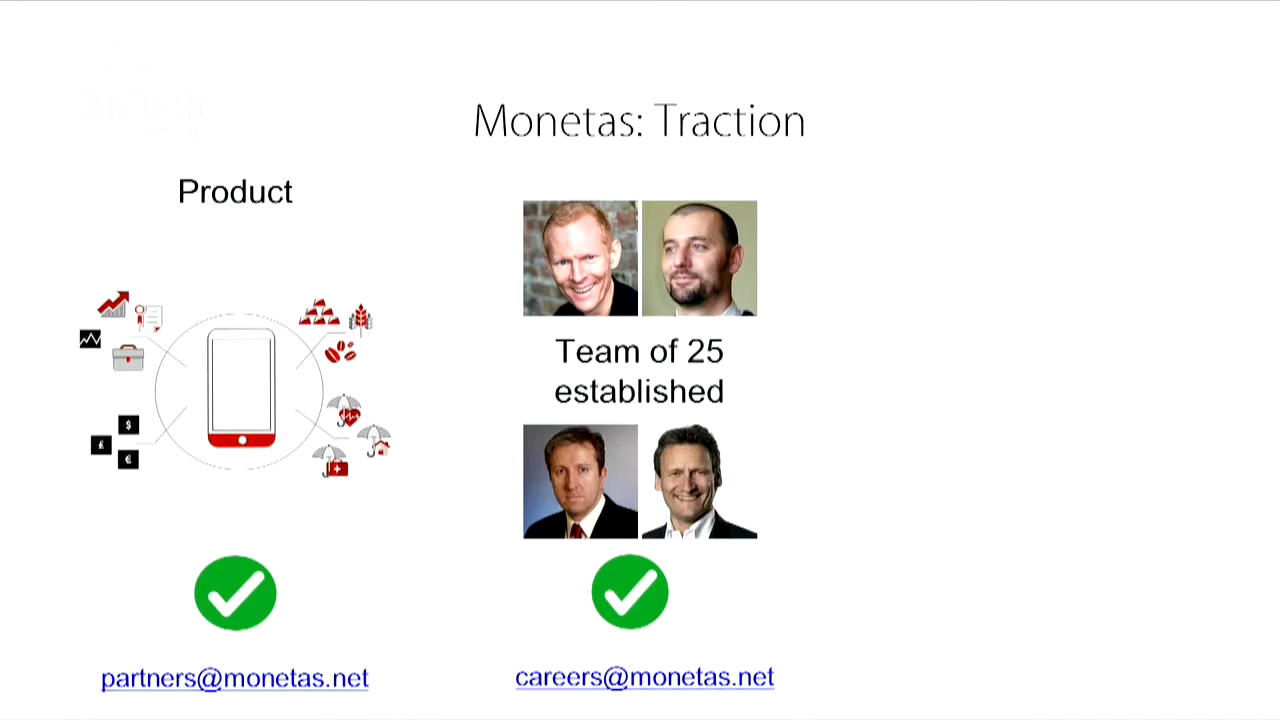 Monetas: Traction
Product
$
£
€
Team of 25
established
partners@monetas.net
careers@monetas.net